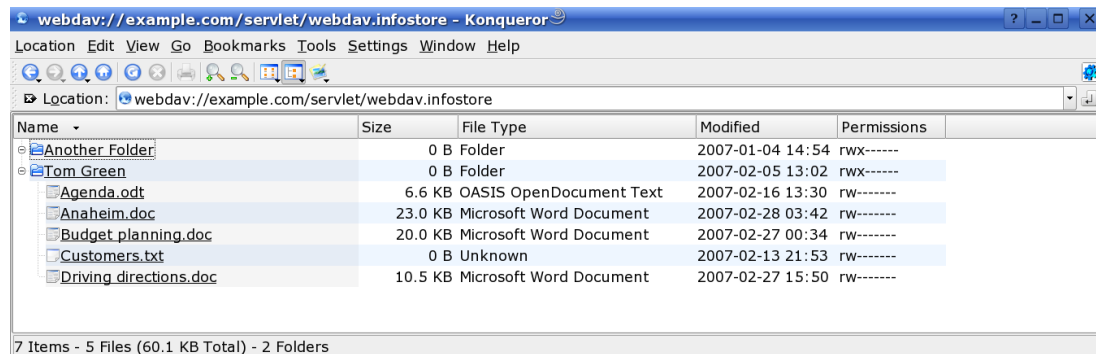 webdav://example.com/servlet/webdav.infostore - Konqueror
Location Edit View Go Bookmarks Tools Settings Window Help
Location: webdav://example.com/servlet/webdav.infostore
Name Size File Type Modified Permissions
Another Folder 0 B Folder 2007-01-04 14:54 rwx------
Tom Green 0 B Folder 2007-02-05 13:02 rwx------
Agenda.odt 6.6 KB OASIS OpenDocument Text 2007-02-16 13:30 rw-------
Anaheim.doc 23.0 KB Microsoft Word Document 2007-02-28 03:42 rw-------
Budget planning.doc 20.0 KB Microsoft Word Document 2007-02-27 00:34 rw-------
Customers.txt 0 B Unknown 2007-02-13 21:53 rw-------
Driving directions.doc 10.5 KB Microsoft Word Document 2007-02-27 15:50 rw-------
7 Items - 5 Files (60.1 KB Total) - 2 Folders